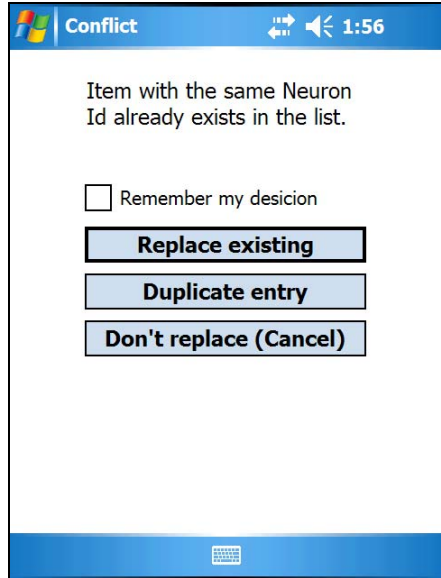 Conflict 1:56
Item with the same Neuron
Id already exists in the list.
Remember my desicion
Replace existing
Duplicate entry
Don't replace (Cancel)